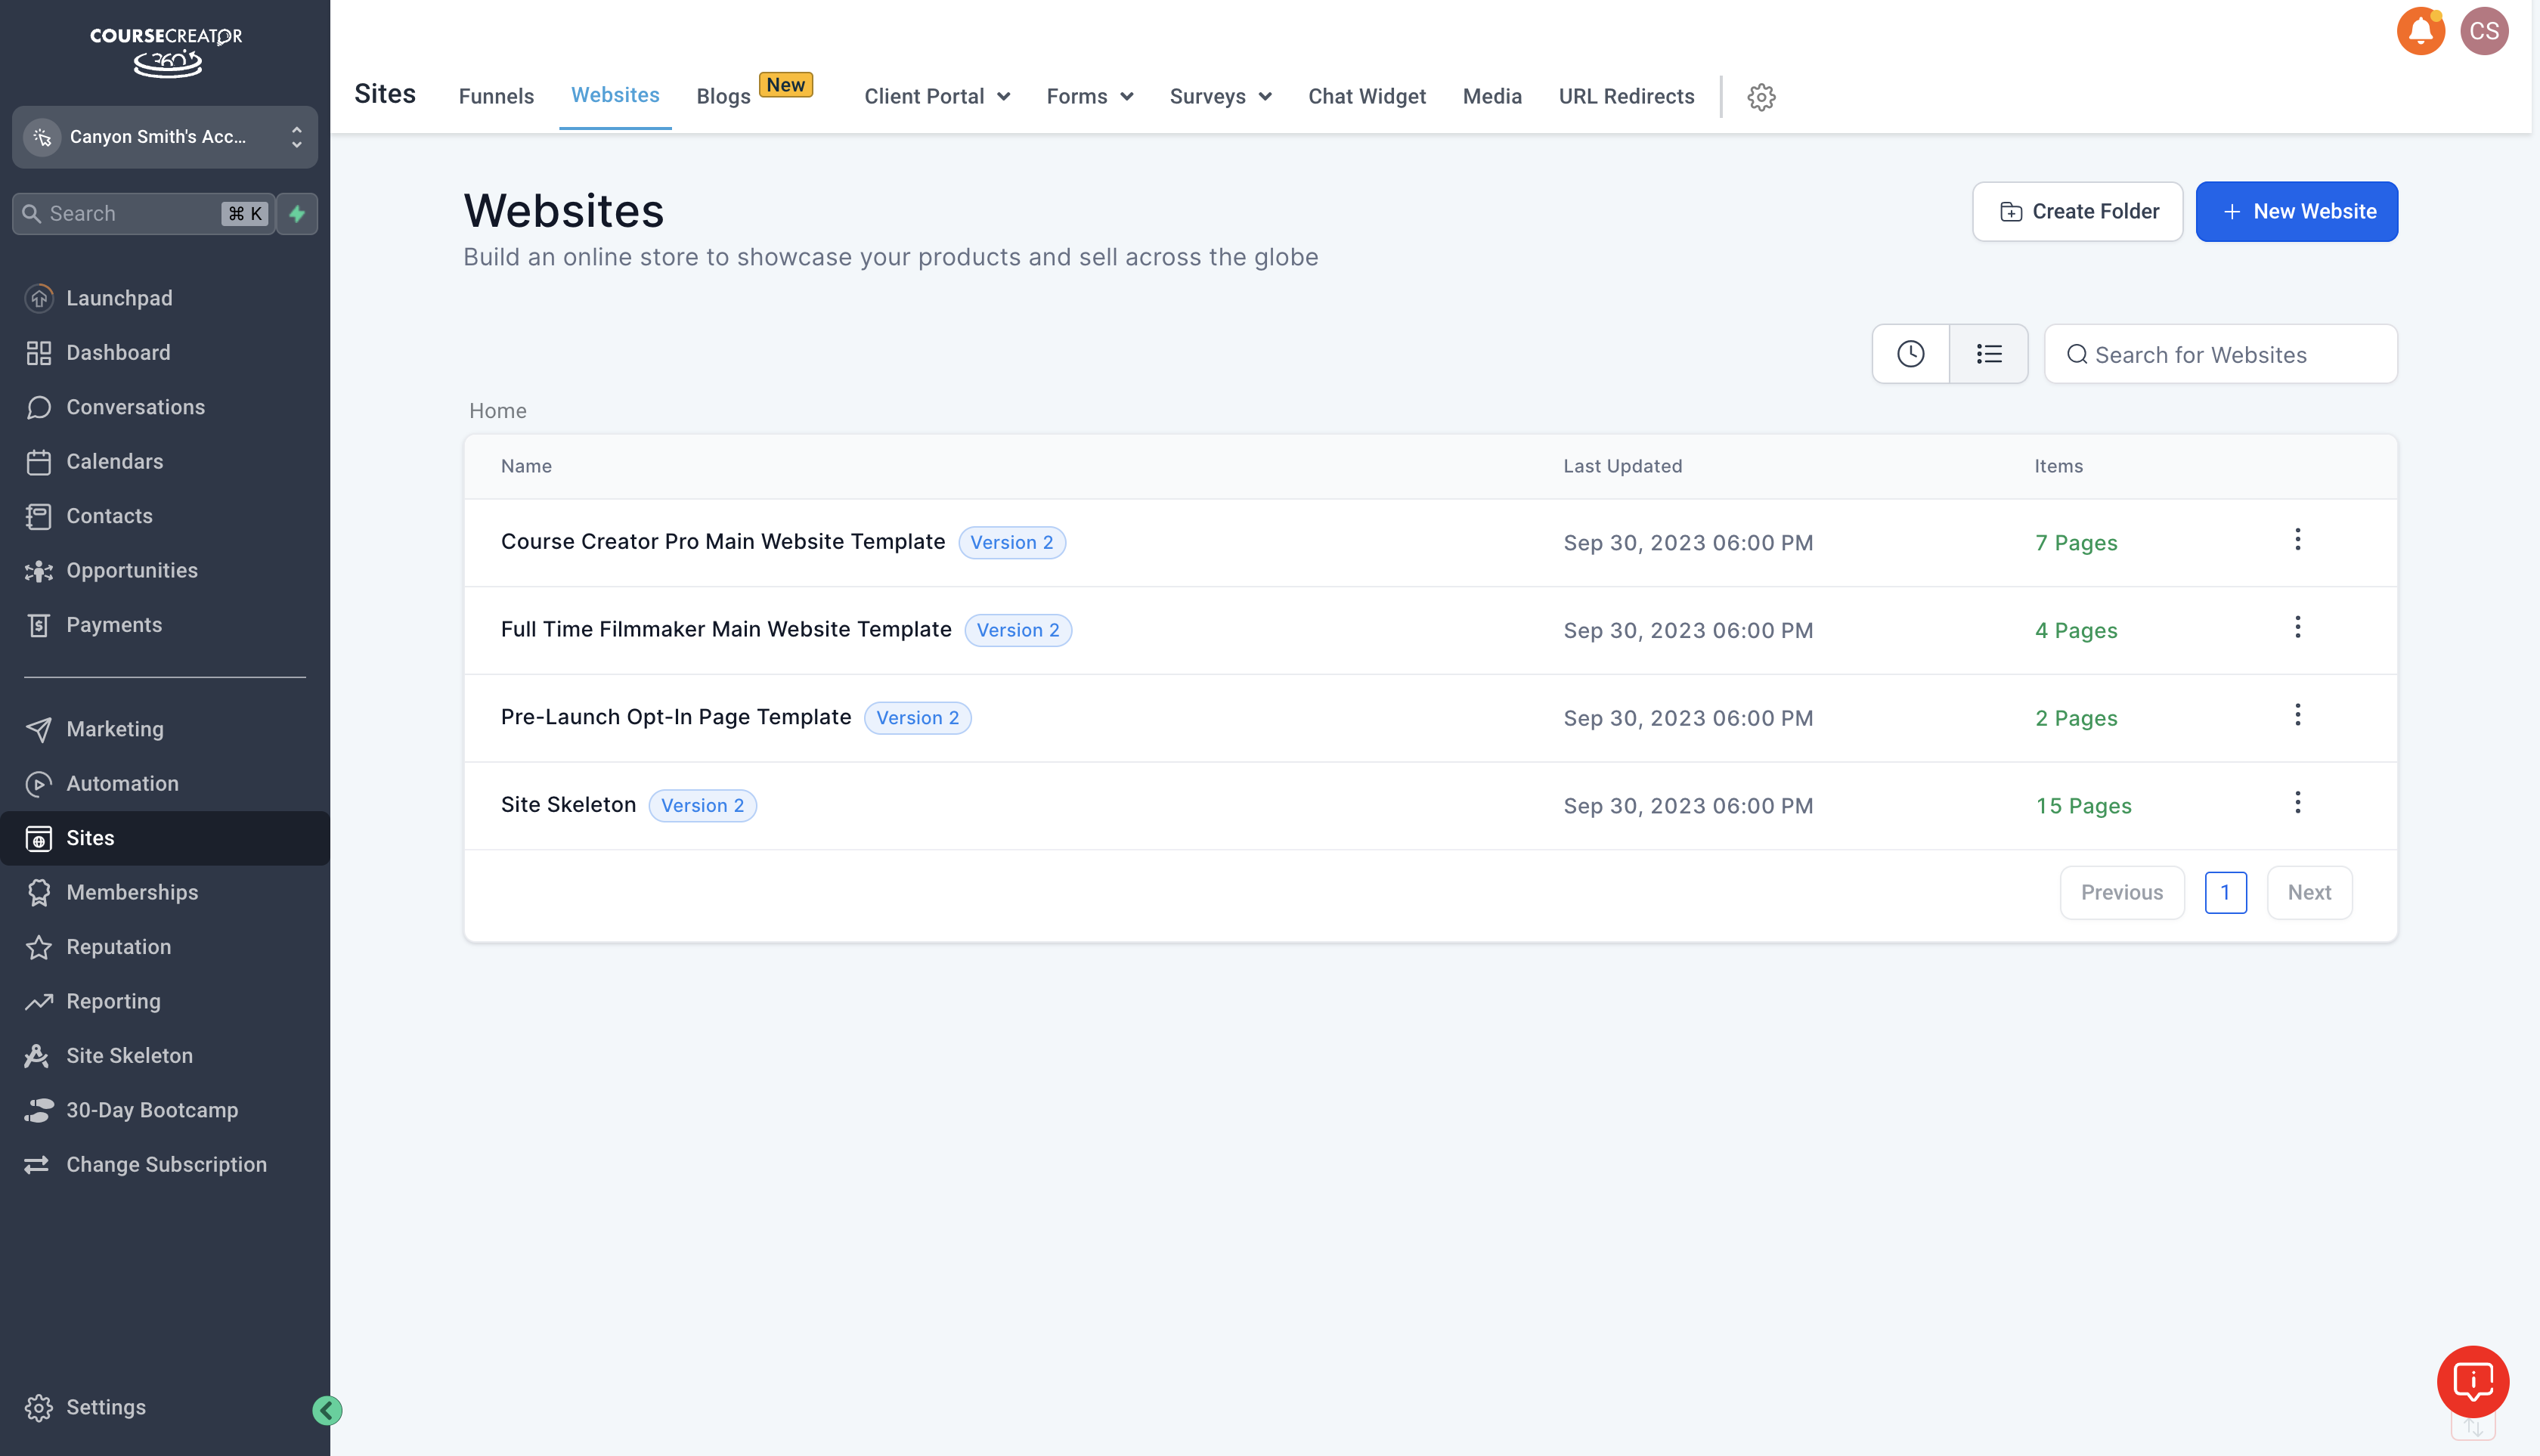 COURSECREATOR
360
Canyon Smith's Acc...
Search
⌘ K
Launchpad
Dashboard
Conversations
Calendars
Contacts
Opportunities
Payments
Marketing
Automation
Sites
Memberships
Reputation
Reporting
Site Skeleton
30-Day Bootcamp
Change Subscription
Settings
CS
Sites Funnels Websites Blogs New Client Portal Forms Surveys Chat Widget Media URL Redirects
Websites
Build an online store to showcase your products and sell across the globe
Create Folder
+ New Website
Search for Websites
Home
Name Last Updated Items
Course Creator Pro Main Website Template Version 2 Sep 30, 2023 06:00 PM 7 Pages
Full Time Filmmaker Main Website Template Version 2 Sep 30, 2023 06:00 PM 4 Pages
Pre-Launch Opt-In Page Template Version 2 Sep 30, 2023 06:00 PM 2 Pages
Site Skeleton Version 2 Sep 30, 2023 06:00 PM 15 Pages
Previous 1 Next